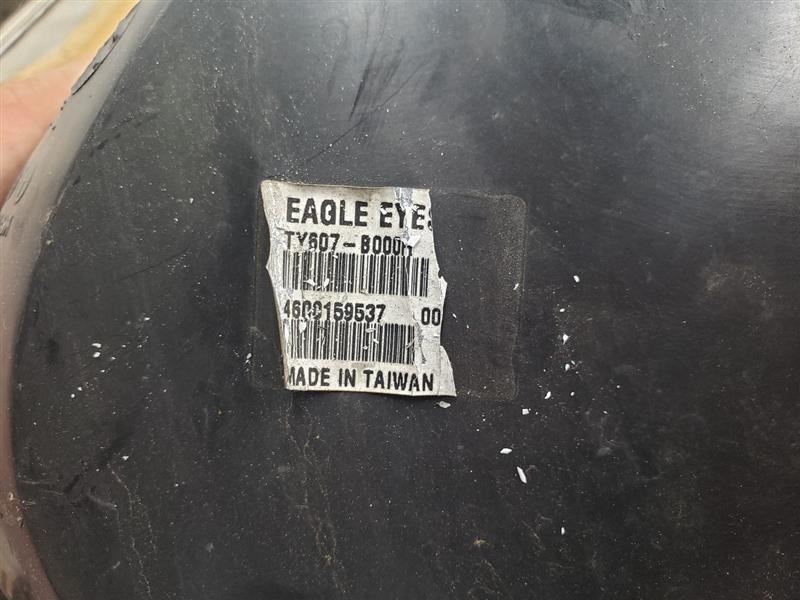 EAGLE EYES
TY607-B000
4600159537 00
MADE IN TAIWAN